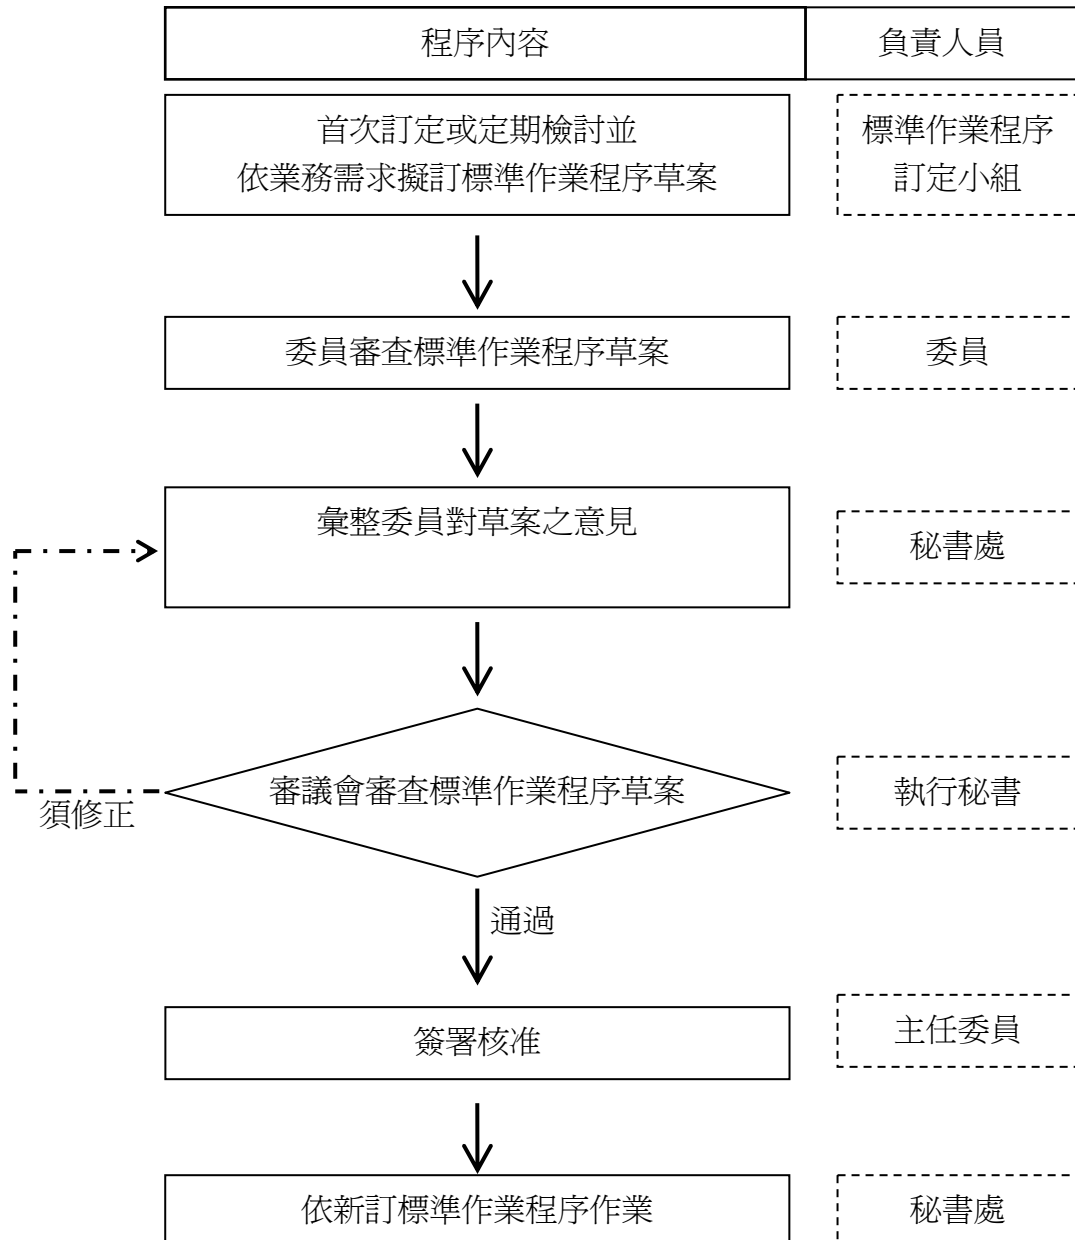 程序內容
負責人員
首次訂定或定期檢討並
依業務需求擬訂標準作業程序草案
標準作業程序
訂定小組
委員審查標準作業程序草案
委員
彙整委員對草案之意見
秘書處
審議會審查標準作業程序草案
執行秘書
須修正
通過
簽署核准
主任委員
依新訂標準作業程序作業
秘書處